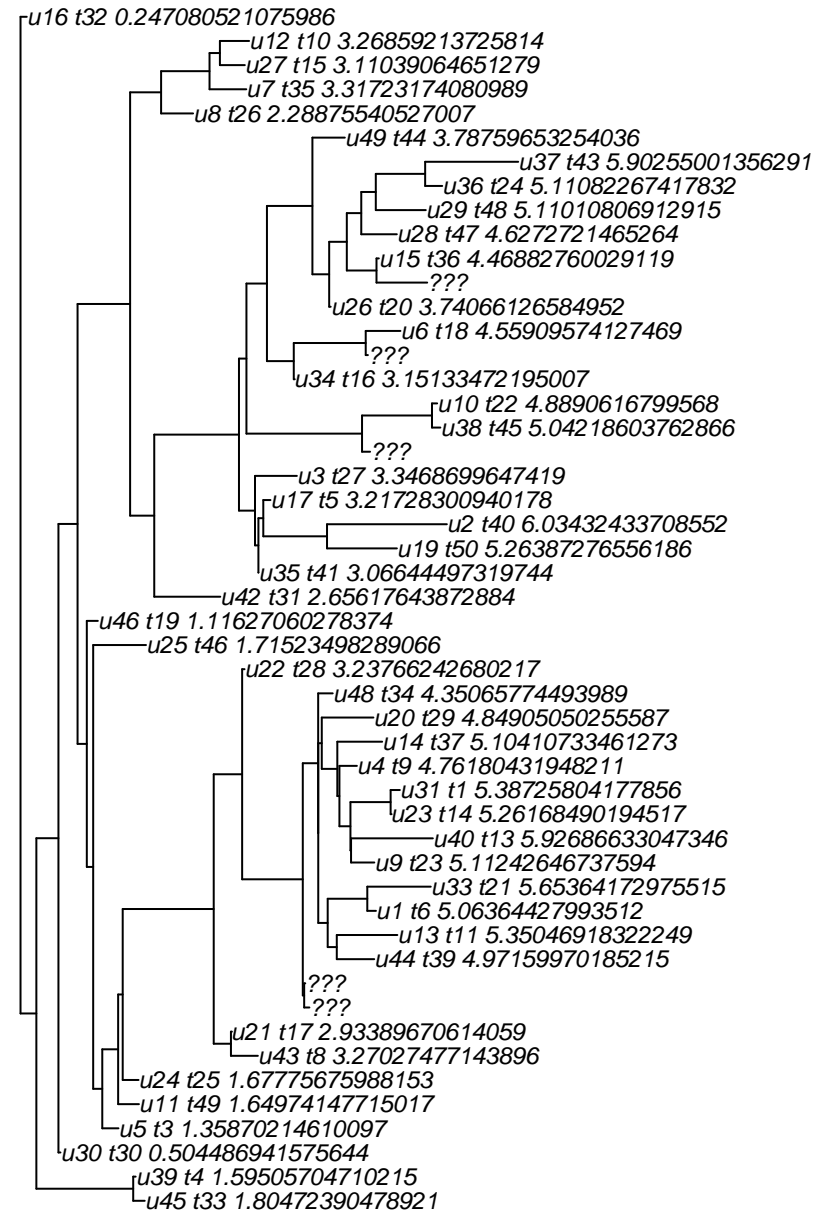 u16 t32 0.247080521075986
u12 t10 3.26859213725814
u27 t15 3.11039064651279
u7 t35 3.31723174080989
u8 t26 2.28875540527007
u49 t44 3.78759653254036
u37 t43 5.90255001356291
u36 t24 5.11082267417832
u29 t48 5.11010806912915
u28 t47 4.6272721465264
u15 t36 4.46882760029119
???
u26 t20 3.74066126584952
u6 t18 4.55909574127469
???
u34 t16 3.15133472195007
u10 t22 4.8890616799568
u38 t45 5.04218603762866
???
u3 t27 3.3468699647419
u17 t5 3.21728300940178
u2 t40 6.03432433708552
u19 t50 5.26387276556186
u35 t41 3.06644497319744
u42 t31 2.65617643872884
u46 t19 1.11627060278374
u25 t46 1.71523498289066
u22 t28 3.23766242680217
u48 t34 4.35065774493989
u20 t29 4.84905050255587
u14 t37 5.10410733461273
u4 t9 4.76180431948211
u31 t1 5.38725804177856
u23 t14 5.26168490194517
u40 t13 5.92686633047346
u9 t23 5.11242646737594
u33 t21 5.65364172975515
u1 t6 5.06364427993512
u13 t11 5.35046918322249
u44 t39 4.97159970185215
???
???
u21 t17 2.93389670614059
u43 t8 3.27027477143896
u24 t25 1.67775675988153
u11 t49 1.64974147715017
u5 t3 1.35870214610097
u30 t30 0.504486941575644
u39 t4 1.59505704710215
u45 t33 1.80472390478921